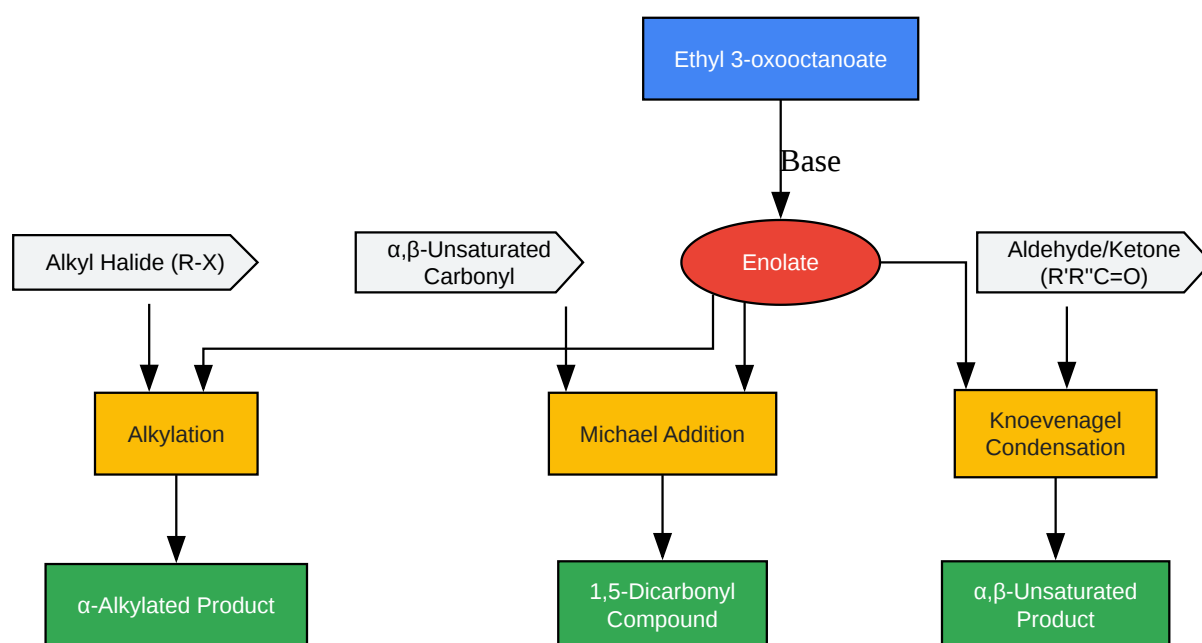 Ethyl 3-oxooctanoate
Base
Alkyl Halide (R-X)
α,β-Unsaturated
Carbonyl
Enolate
Aldehyde/Ketone
(R'R"C=O)
Alkylation
Michael Addition
Knoevenagel
Condensation
α-Alkylated Product
1,5-Dicarbonyl
Compound
α,β-Unsaturated
Product